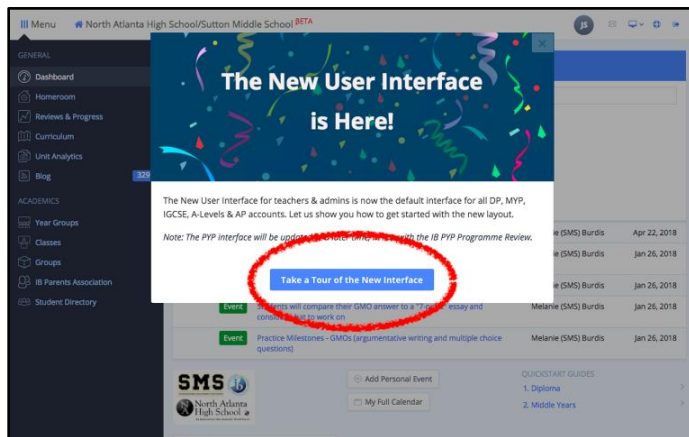 Menu
North Atlanta High School/Sutton Middle School BETA
JS
GENERAL
Dashboard
Homeroom
Reviews & Progress
Curriculum
Unit Analytics
Blog
329
ACADEMICS
Year Groups
Classes
Groups
IB Parents Association
Student Directory
The New User Interface
is Here!
The New User Interface for teachers & admins is now the default interface for all DP, MYP,
IGCSE, A-Levels & AP accounts. Let us show you how to get started with the new layout.
Note: The PYP interface will be with the IB PYP Programme Review.
Take a Tour of the New Interface
(SMS) Burdis Apr 22, 2018
(SMS) Burdis Jan 26, 2018
(SMS) Burdis Jan 26, 2018
Event Students will compare their GMO answer to a essay and Melanie (SMS) Burdis Jan 26, 2018
to work on
Event Practice Milestones - GMOs (argumentative writing and multiple choice Melanie (SMS) Burdis Jan 26, 2018
questions)
SMS
North Atlanta
High School
Add Personal Event
My Full Calendar
QUICKSTART GUIDES
1. Diploma
2. Middle Years